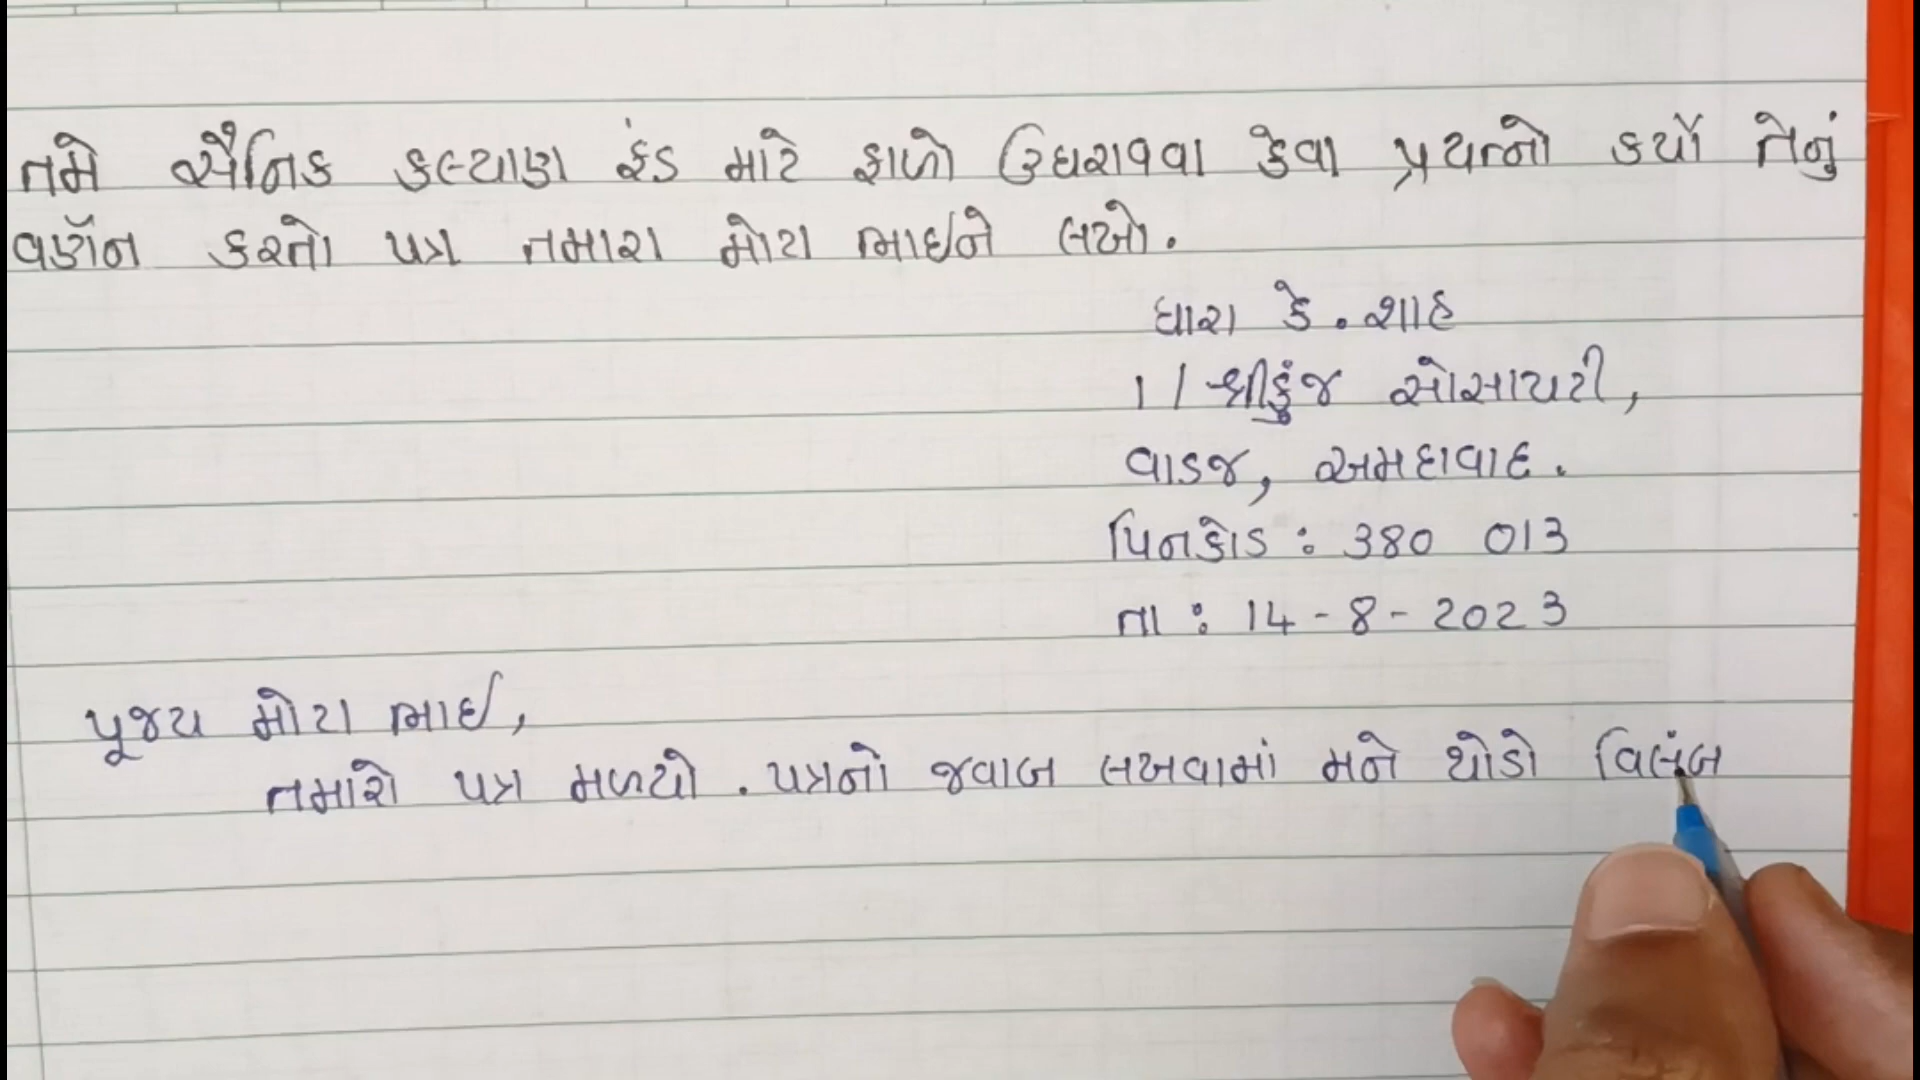 તમે સૈનિક કલ્યાણ ફંડ માટે ફાળો ઉઘરાવવા કેવા પ્રયત્નો કર્યાં તેનું
વર્ણન કરતો પત્ર તમારા મોટા ભાઈને લખો.
ધારા કે. શાહ
11 શ્રીકુંજ સોસાયટી,
વાડજ, અમદાવાદ.
પિનકોડ : 380 013
તા : 14 - 8 - 2023
પૂજ્ય મોટા ભાઈ,
તમારો પત્ર મળ્યો. પત્રનો જવાબ લખવામાં મને થોડો વિલંબ